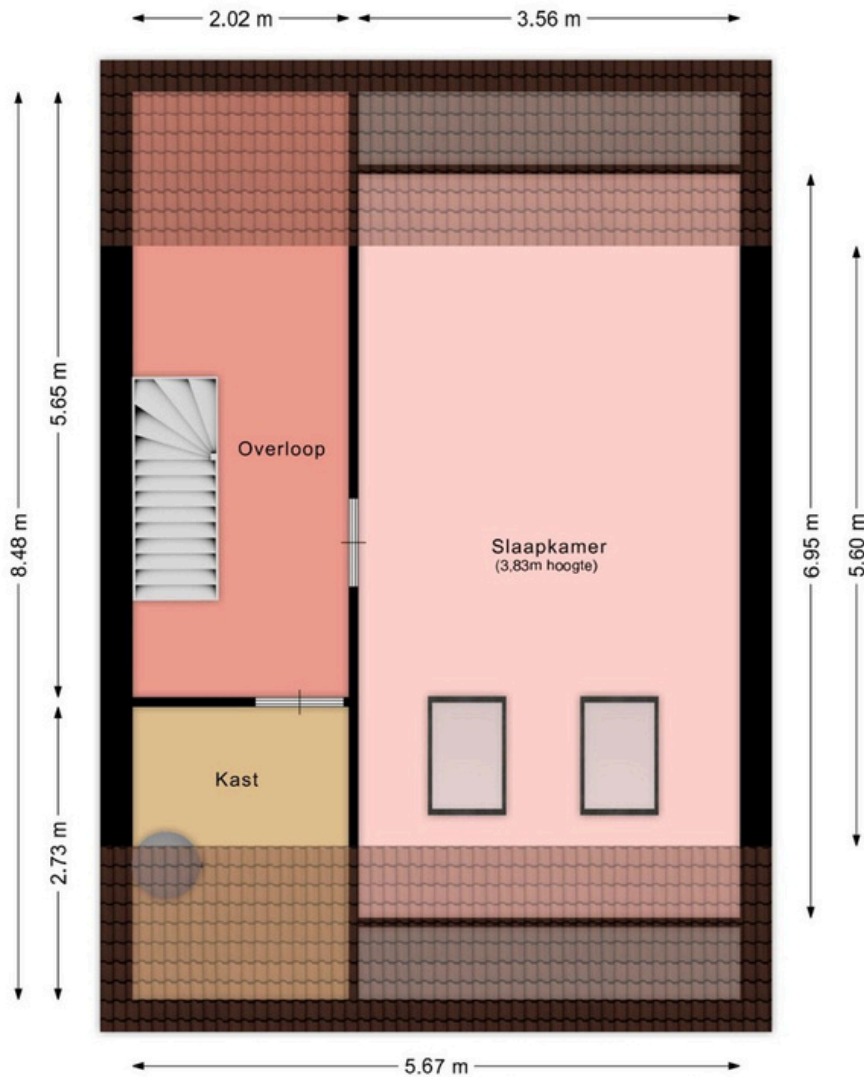 2.02 m
3.56 m
5.65 m
8.48 m
2.73 m
Overloop
Slaapkamer
(3,83m hoogte)
6.95 m
5.60 m
Kast
5.67 m